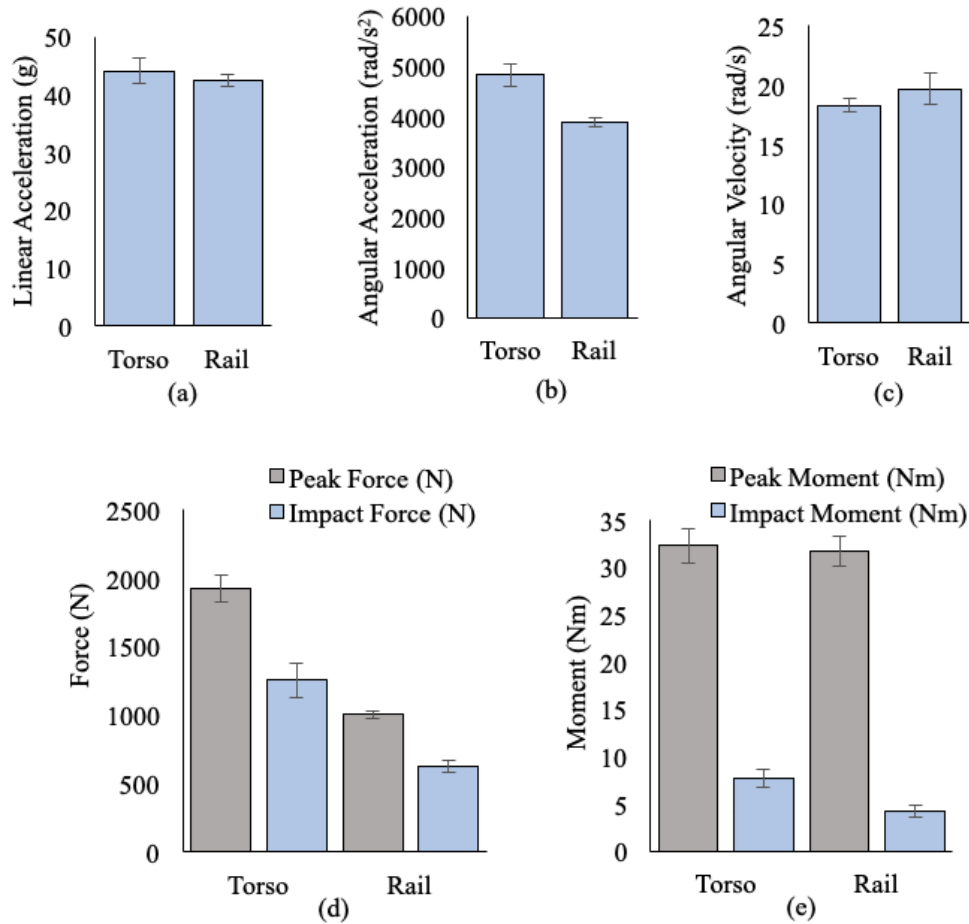 Linear Acceleration (g)
50
40
30
20
10
0
Torso Rail
(a)
Angular Acceleration (rad/s²)
6000
5000
4000
3000
2000
1000
0
Torso Rail
(b)
Angular Velocity (rad/s)
25
20
15
10
5
0
Torso Rail
(c)
Peak Force (N)
Impact Force (N)
Force (N)
2500
2000
1500
1000
500
0
Torso Rail
(d)
Peak Moment (Nm)
Impact Moment (Nm)
Moment (Nm)
35
30
25
20
15
10
5
0
Torso Rail
(e)